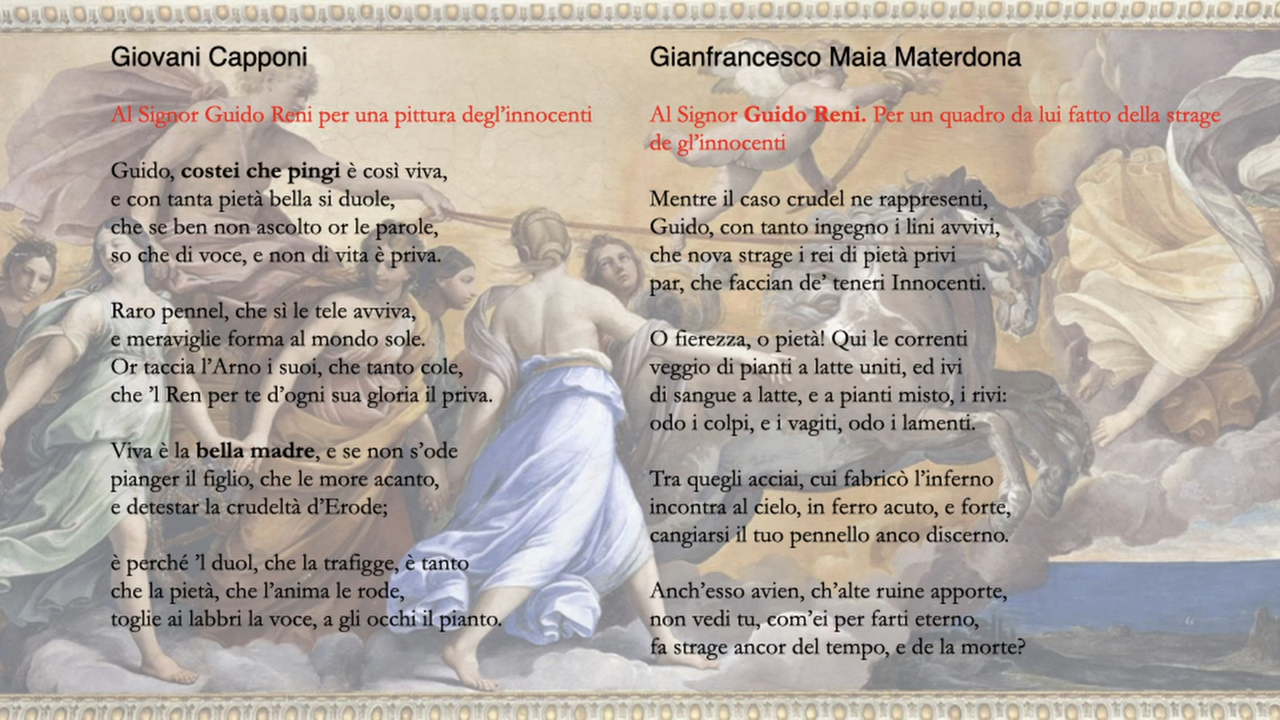 Giovani Capponi
Al Signor Guido Reni per una pittura degl'innocenti
Guido, costei che pingi è così viva,
e con tanta pietà bella si duole,
che se ben non ascolto or le parole,
so che di voce, e non di vita è priva.
Raro pennel, che sì le tele avviva,
e meraviglie forma al mondo sole.
Or taccia l'Arno i suoi, che tanto cole,
che 'l Ren per te d'ogni sua gloria il priva.
Viva è la bella madre, e se non s'ode
pianger il figlio, che le more acanto,
e detestar la crudeltà d'Erode;
è perché 'l duol, che la trafigge, è tanto
che la pietà, che l'anima le rode,
toglie ai labbri la voce, a gli occhi il pianto.
Gianfrancesco Maia Materdona
Al Signor Guido Reni. Per un quadro da lui fatto della strage
de gl'innocenti
Mentre il caso crudel ne rappresenti,
Guido, con tanto ingegno i lini avvivi,
che nova strage i rei di pietà privi
par, che faccian de' teneri Innocenti.
O fierezza, o pietà! Qui le correnti
veggio di pianti a latte uniti, ed ivi
di sangue a latte, e a pianti misto, i rivi:
odo i colpi, e i vagiti, odo i lamenti.
Tra quegli acciai, cui fabricò l'inferno
incontra al cielo, in ferro acuto, e forte,
cangiarsi il tuo pennello anco discerno.
Anch'esso avien, ch'alte ruine apporte,
non vedi tu, com'ei per farti eterno,
fa strage ancor del tempo, e de la morte?